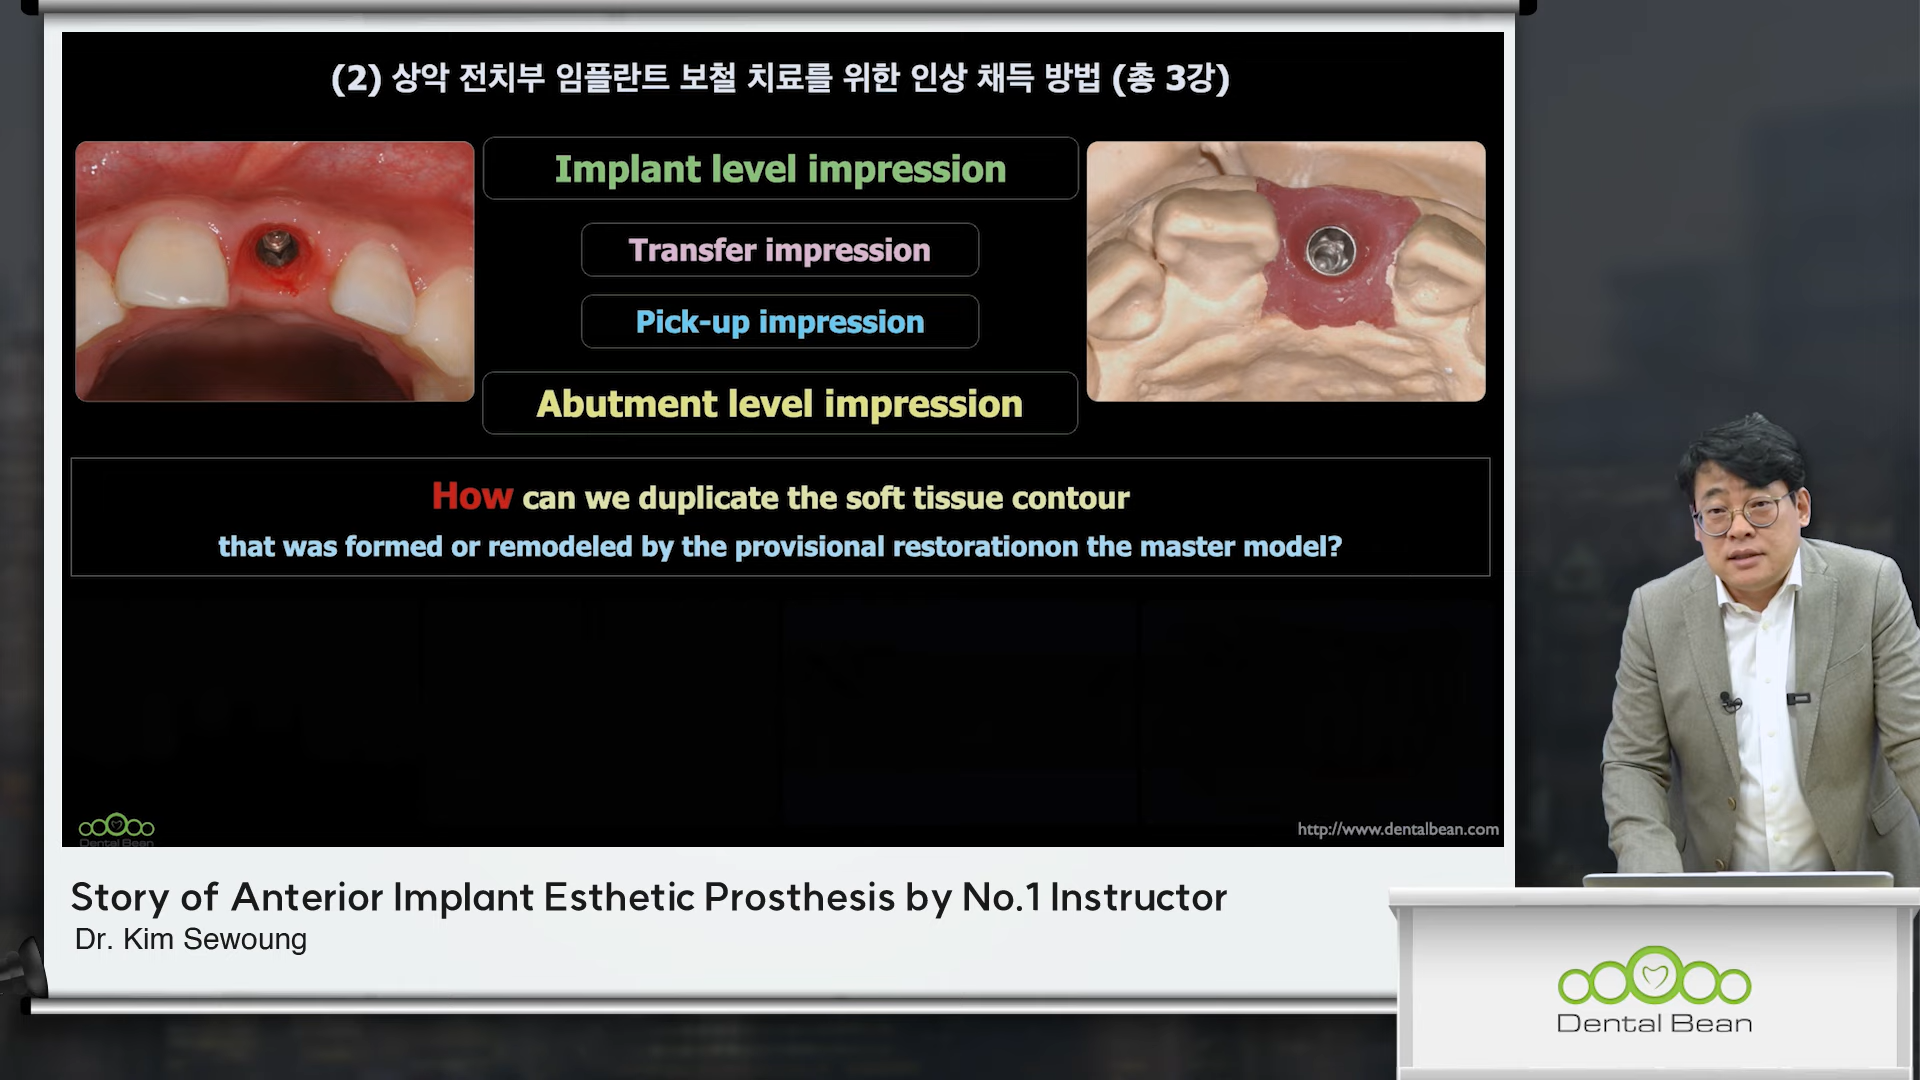 (2) 상악 전치부 임플란트 보철 치료를 위한 인상 채득 방법 (총 3강)
Implant level impression
Transfer impression
Pick-up impression
Abutment level impression
How can we duplicate the soft tissue contour
that was formed or remodeled by the provisional restorationon the master model?
Dental Bean
http://www.dentalbean.com
Story of Anterior Implant Esthetic Prosthesis by No.1 Instructor
Dr. Kim Sewoung
Dental Bean